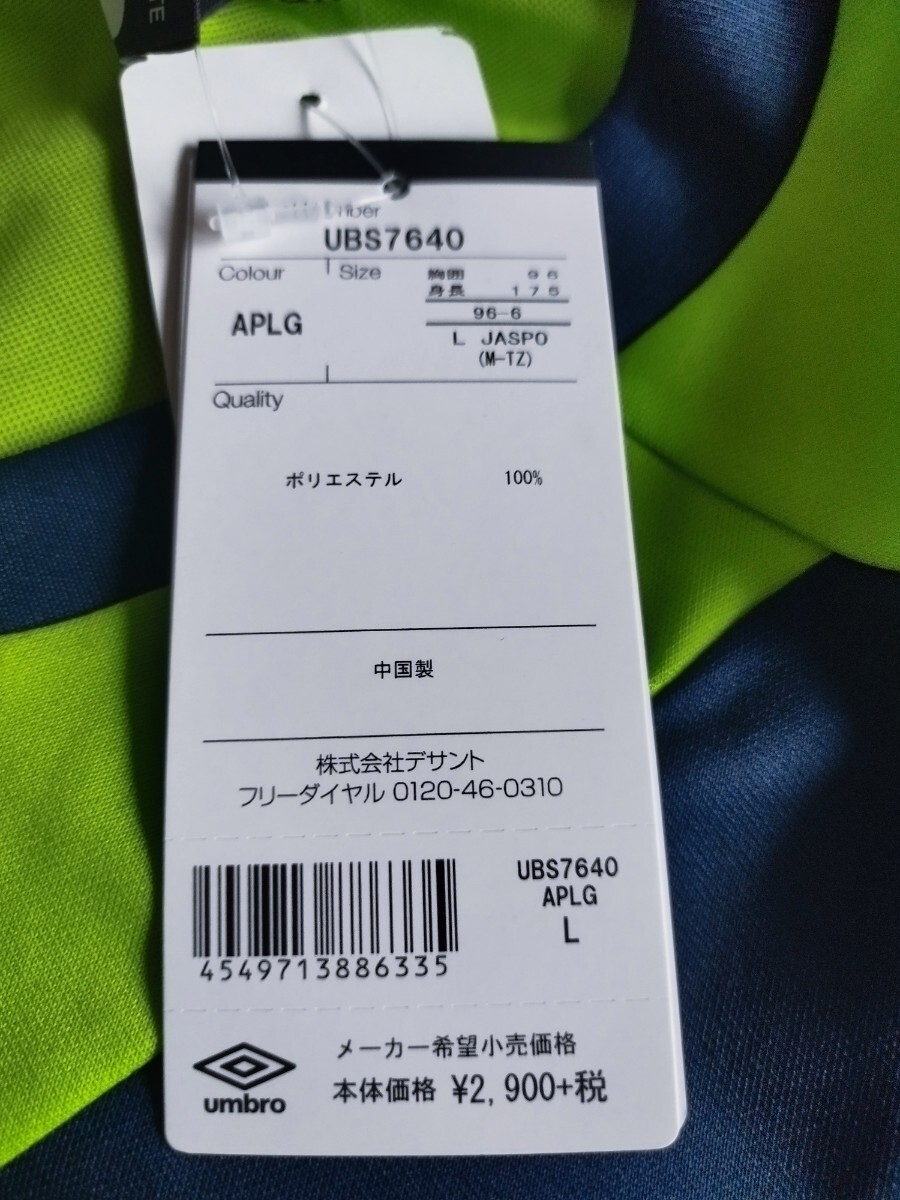 TE
UBS7640
Colour Size 胸囲 96
身長 175
96-6
APLG
L JASPO
(M-TZ)
Quality
ポリエステル 100%
中国製
株式会社デサント
フリーダイヤル 0120-46-0310
UBS7640
APLG
L
4549713886335
メーカー希望小売価格
本体価格 ¥2,900+税
umbro